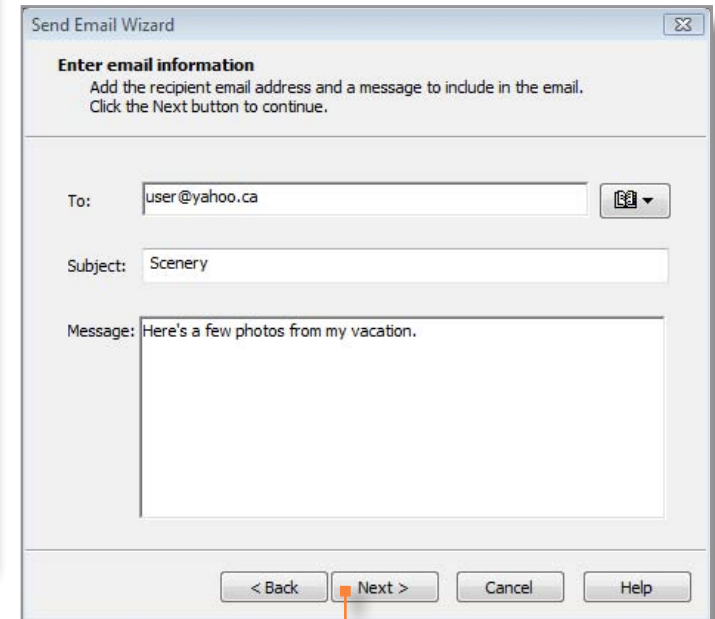 Send Email Wizard
Enter email information
Add the recipient email address and a message to include in the email.
Click the Next button to continue.
To: user@yahoo.ca
Subject: Scenery
Message: Here's a few photos from my vacation.
< Back Next > Cancel Help